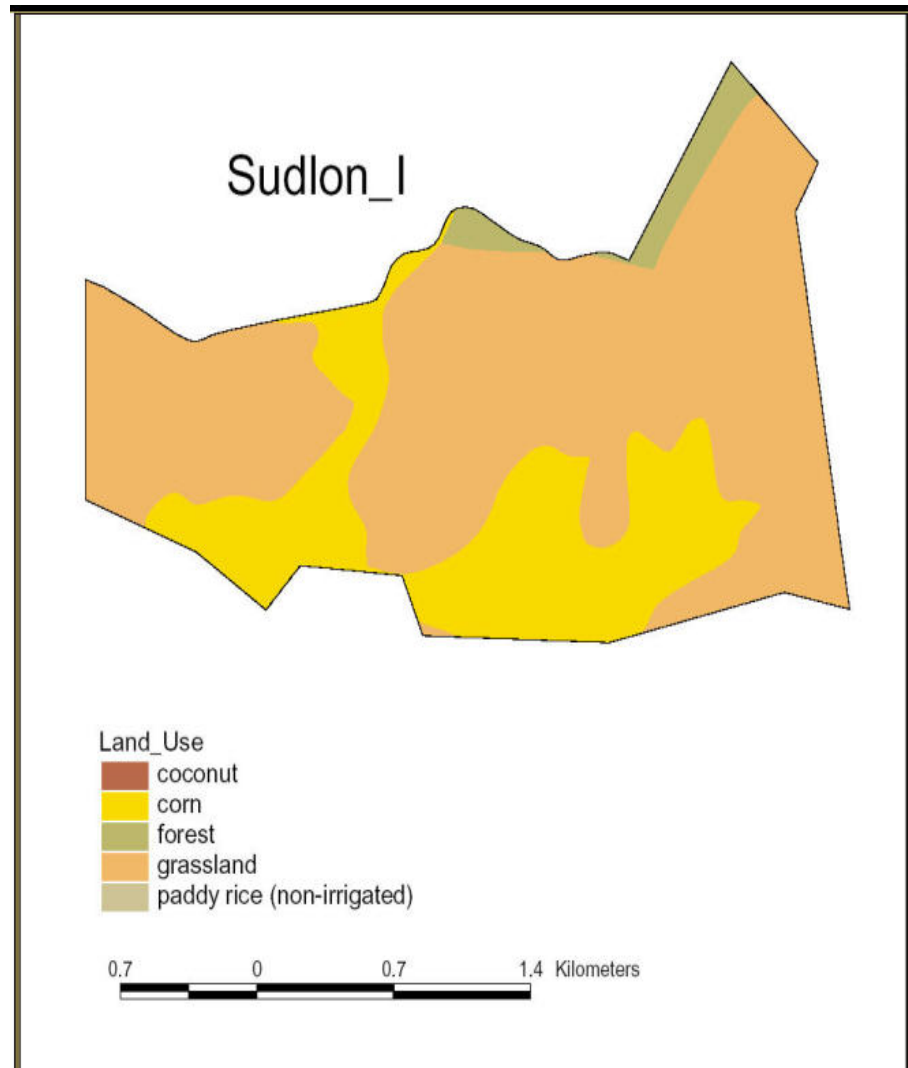 Sudlon_I
Land_Use
coconut
corn
forest
grassland
paddy rice (non-irrigated)
0.7 0 0.7 1.4 Kilometers